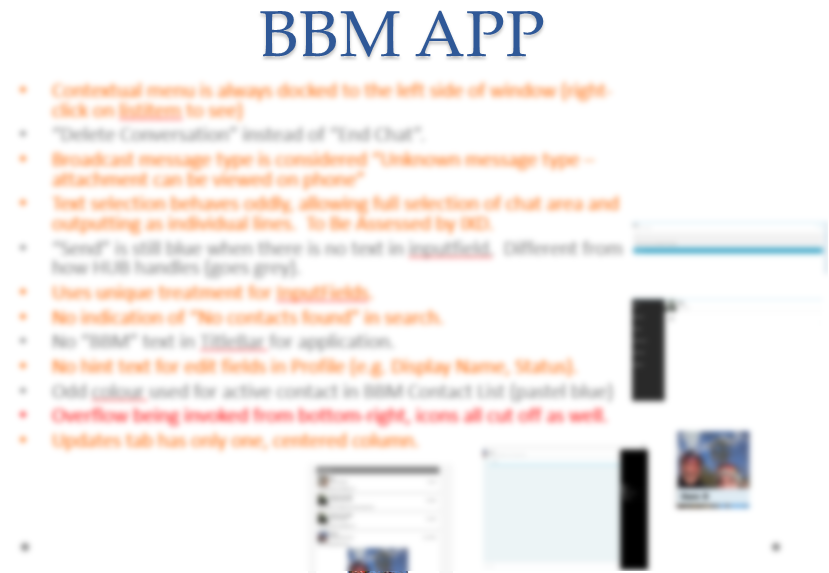 BBM APP
• Contextual menu is always docked to the left side of window (right-
click on listitem to see)
• "Delete Conversation" instead of "End Chat".
• Broadcast message type is considered "Unknown message type –
attachment can be viewed on phone"
• Text selection behaves oddly, allowing full selection of chat area and
outputting as individual lines. To Be Assessed by IXD.
• "Send" is still blue when there is no text in inputfield. Different from
how HUB handles (goes grey).
• Uses unique treatment for InputFields.
• No indication of "No contacts found" in search.
• No "BBM" text in TitleBar for application.
• No hint text for edit fields in Profile (e.g. Display Name, Status).
• Odd colour used for active contact in BBM Contact List (pastel blue)
• Overflow being invoked from bottom-right, icons all cut off as well.
• Updates tab has only one, centered column.